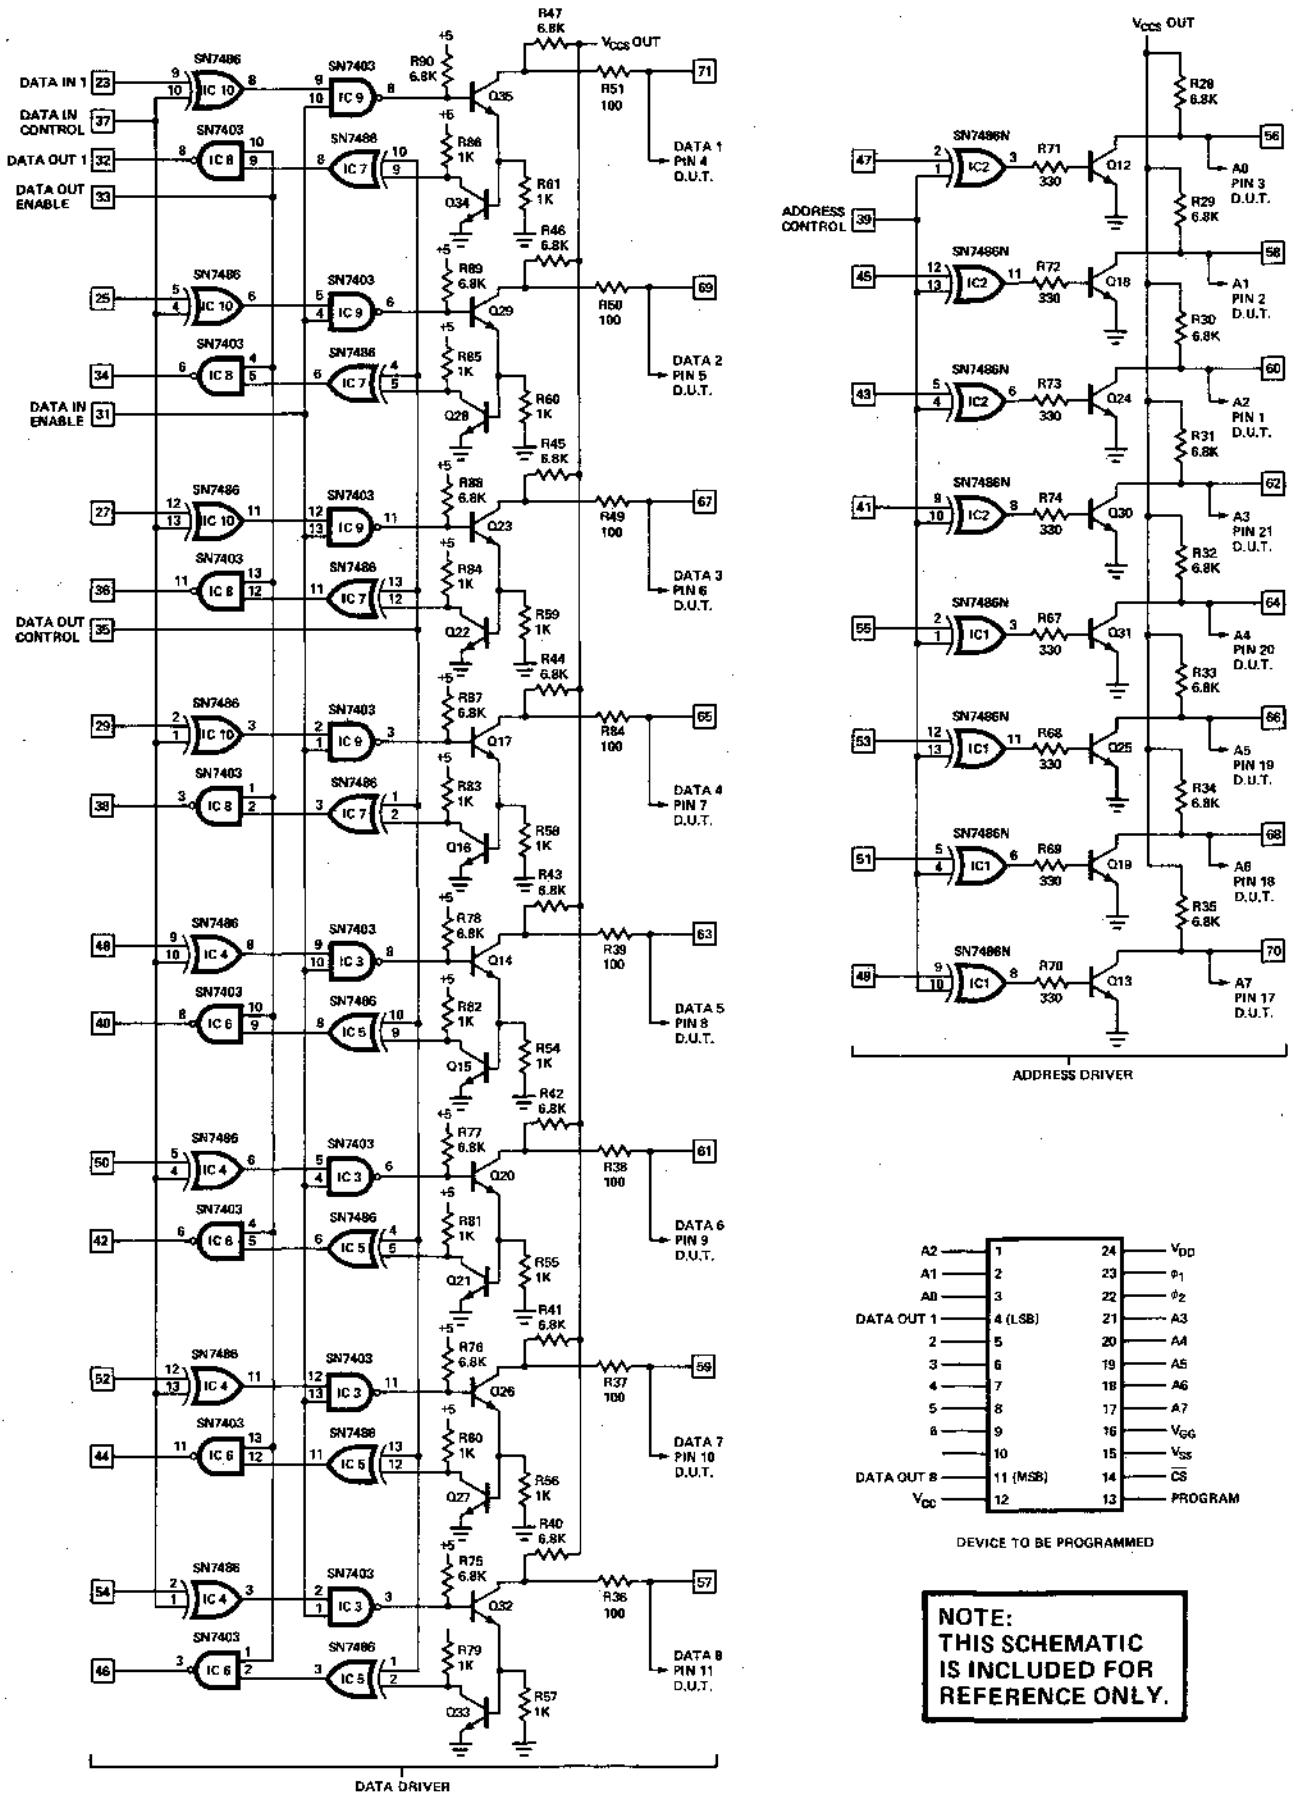 R47
6.8K
VCCS OUT
+5
R90
6.8K
SN7486
SN7403
DATA IN 1 23
9
10
IC 10
8
9
10
IC 9
8
Q35
R51
100
71
DATA IN
CONTROL 37
SN7403
SN7486
+5
R86
1K
DATA OUT 1 32
8
IC 8
10
9
8
IC 7
10
9
Q34
R61
1K
DATA 1
PIN 4
D.U.T.
DATA OUT
ENABLE 33
R46
6.8K
+5
R89
6.8K
SN7486
SN7403
25
5
4
IC 10
6
5
4
IC 9
6
Q29
R50
100
69
SN7403
SN7486
+5
R85
1K
34
6
IC 8
4
5
6
IC 7
4
5
Q28
R60
1K
DATA 2
PIN 5
D.U.T.
DATA IN
ENABLE 31
R45
6.8K
+5
R88
6.8K
SN7486
SN7403
27
12
13
IC 10
11
12
13
IC 9
11
Q23
R49
100
67
SN7403
SN7486
+5
R84
1K
36
11
IC 8
13
12
11
IC 7
13
12
Q22
R59
1K
DATA 3
PIN 6
D.U.T.
DATA OUT
CONTROL 35
R44
6.8K
+5
R87
6.8K
SN7486
SN7403
29
2
1
IC 10
3
2
1
IC 9
3
Q17
R84
100
65
SN7403
SN7486
+5
R83
1K
38
3
IC 8
1
2
3
IC 7
1
2
Q16
R58
1K
DATA 4
PIN 7
D.U.T.
R43
6.8K
+5
R78
6.8K
SN7486
SN7403
48
9
10
IC 4
8
9
10
IC 3
8
Q14
R39
100
63
SN7403
SN7486
+5
R82
1K
40
8
IC 6
10
9
8
IC 5
10
9
Q15
R54
1K
DATA 5
PIN 8
D.U.T.
R42
6.8K
+5
R77
6.8K
SN7486
SN7403
50
5
4
IC 4
6
5
4
IC 3
6
Q20
R38
100
61
SN7403
SN7486
+5
R81
1K
42
6
IC 6
4
5
6
IC 5
4
5
Q21
R55
1K
DATA 6
PIN 9
D.U.T.
R41
6.8K
+5
R76
6.8K
SN7486
SN7403
52
12
13
IC 4
11
12
13
IC 3
11
Q26
R37
100
59
SN7403
SN7486
+5
R80
1K
44
11
IC 6
13
12
11
IC 5
13
12
Q27
R56
1K
DATA 7
PIN 10
D.U.T.
R40
6.8K
+5
R75
6.8K
SN7486
SN7403
54
2
1
IC 4
3
2
1
IC 3
3
Q32
R36
100
57
SN7403
SN7486
R79
1K
46
3
IC 6
1
2
3
IC 5
1
2
Q33
R57
1K
DATA 8
PIN 11
D.U.T.
DATA DRIVER
VCCS OUT
R28
6.8K
SN7486N
47
2
1
IC2
3
R71
330
Q12
56
A0
PIN 3
D.U.T.
ADDRESS
CONTROL 39
R29
6.8K
SN7486N
45
12
13
IC2
11
R72
330
Q18
58
A1
PIN 2
D.U.T.
R30
6.8K
SN7486N
43
5
4
IC2
6
R73
330
Q24
60
A2
PIN 1
D.U.T.
R31
6.8K
SN7486N
41
9
10
IC2
8
R74
330
Q30
62
A3
PIN 21
D.U.T.
R32
6.8K
SN7486N
55
2
1
IC1
3
R67
330
Q31
64
A4
PIN 20
D.U.T.
R33
6.8K
SN7486N
53
12
13
IC1
11
R68
330
Q25
66
A5
PIN 19
D.U.T.
R34
6.8K
SN7486N
51
5
4
IC1
6
R69
330
Q19
68
A6
PIN 18
D.U.T.
R35
6.8K
SN7486N
49
9
10
IC1
8
R70
330
Q13
70
A7
PIN 17
D.U.T.
ADDRESS DRIVER
A2 1 24 VDD
A1 2 23 φ1
A0 3 22 φ2
DATA OUT 1 4 (LSB) 21 A3
2 5 20 A4
3 6 19 A5
4 7 18 A6
5 8 17 A7
6 9 16 VGG
10 15 VSS
DATA OUT 8 11 (MSB) 14 C̅S̅
VCC 12 13 PROGRAM
DEVICE TO BE PROGRAMMED
NOTE:
THIS SCHEMATIC
IS INCLUDED FOR
REFERENCE ONLY.